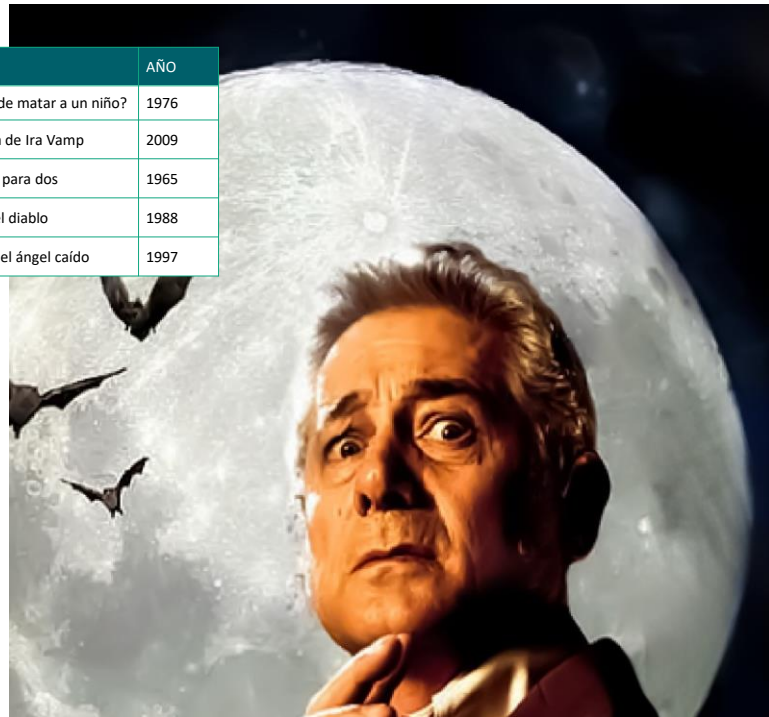 AÑO
de matar a un niño? 1976
de Ira Vamp 2009
para dos 1965
el diablo 1988
el ángel caído 1997